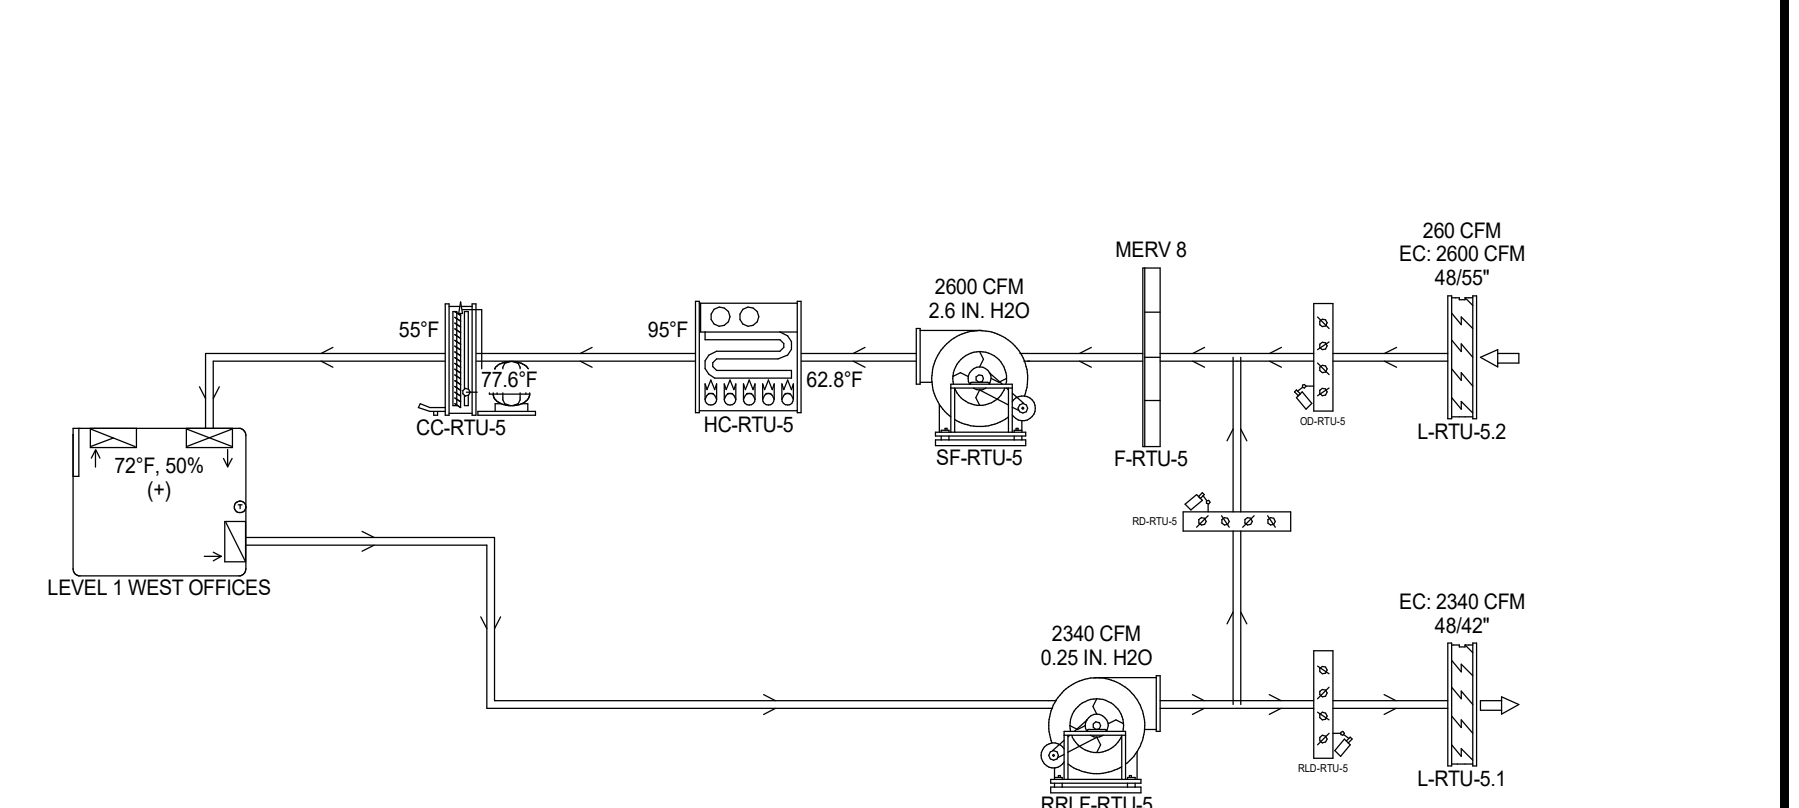 260 CFM
EC: 2600 CFM
48/55"
MERV 8
2600 CFM
2.6 IN. H2O
55°F
95°F
77.6°F
62.8°F
CC-RTU-5
HC-RTU-5
SF-RTU-5
F-RTU-5
OD-RTU-5
L-RTU-5.2
72°F, 50%
(+)
T
RD-RTU-5
LEVEL 1 WEST OFFICES
EC: 2340 CFM
48/42"
2340 CFM
0.25 IN. H2O
RLD-RTU-5
L-RTU-5.1
RRLF-RTU-5